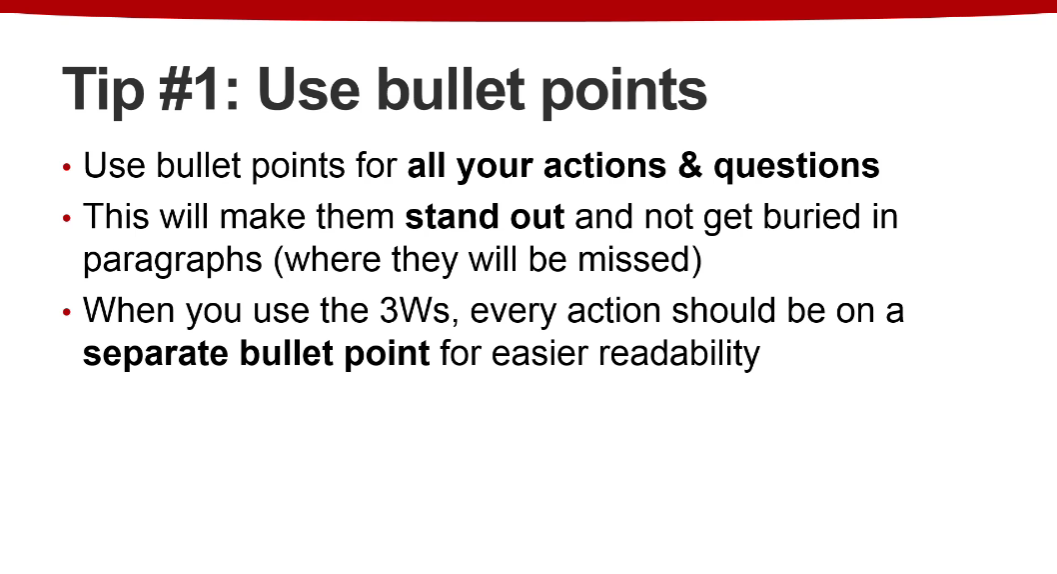 Tip #1: Use bullet points
• Use bullet points for all your actions & questions
• This will make them stand out and not get buried in
paragraphs (where they will be missed)
• When you use the 3Ws, every action should be on a
separate bullet point for easier readability